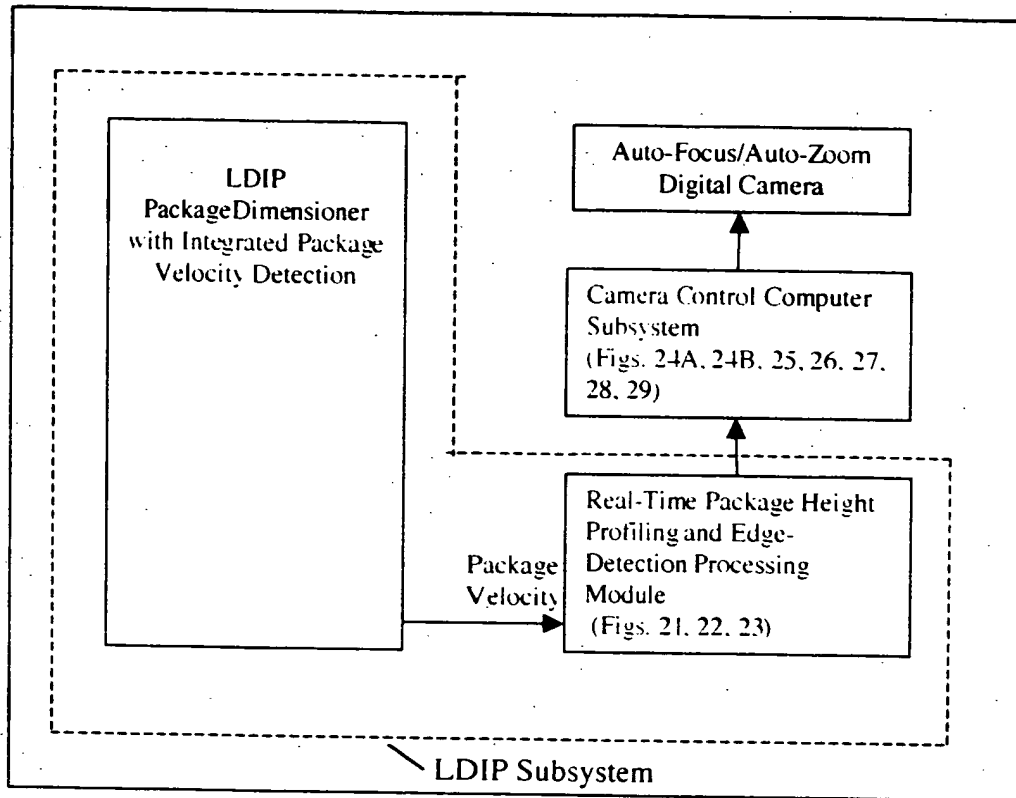 LDIP
PackageDimensioner
with Integrated Package
Velocity Detection
Auto-Focus/Auto-Zoom
Digital Camera
Camera Control Computer
Subsystem
(Figs. 24A, 24B, 25, 26, 27,
28, 29)
Real-Time Package Height
Profiling and Edge-
Detection Processing
Module
(Figs. 21, 22, 23)
Package
Velocity
LDIP Subsystem